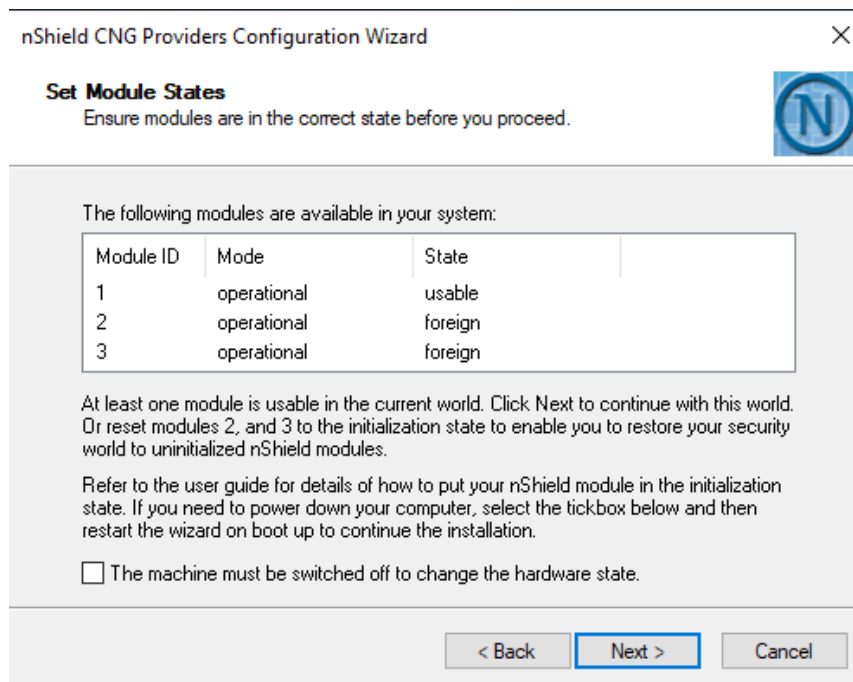 nShield CNG Providers Configuration Wizard
Set Module States
Ensure modules are in the correct state before you proceed.
N
The following modules are available in your system:
Module ID Mode State
1 operational usable
2 operational foreign
3 operational foreign
At least one module is usable in the current world. Click Next to continue with this world.
Or reset modules 2, and 3 to the initialization state to enable you to restore your security
world to uninitialized nShield modules.
Refer to the user guide for details of how to put your nShield module in the initialization
state. If you need to power down your computer, select the tickbox below and then
restart the wizard on boot up to continue the installation.
The machine must be switched off to change the hardware state.
< Back Next > Cancel